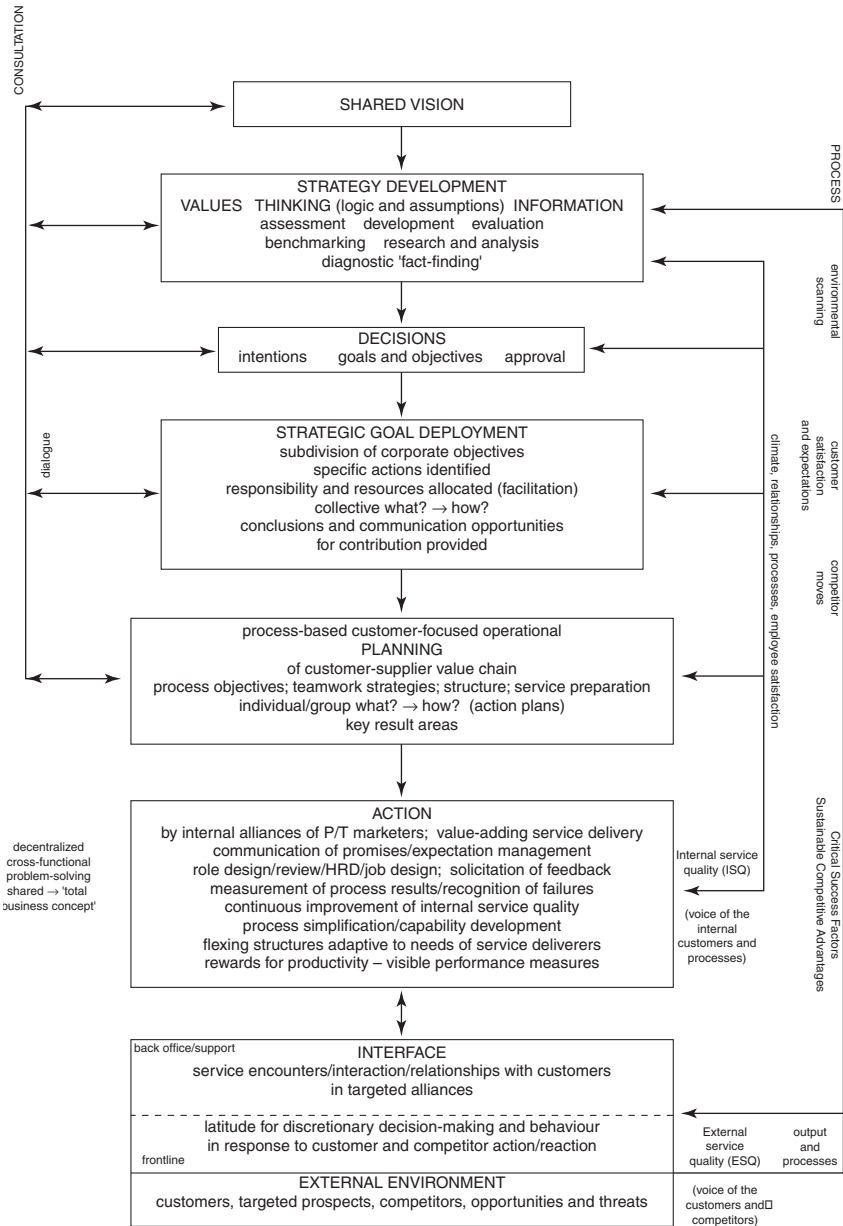 CONSULTATION
SHARED VISION
STRATEGY DEVELOPMENT
VALUES THINKING (logic and assumptions) INFORMATION
assessment development evaluation
benchmarking research and analysis
diagnostic 'fact-finding'
DECISIONS
intentions goals and objectives approval
dialogue
STRATEGIC GOAL DEPLOYMENT
subdivision of corporate objectives
specific actions identified
responsibility and resources allocated (facilitation)
collective what? → how?
conclusions and communication opportunities
for contribution provided
process-based customer-focused operational
PLANNING
of customer-supplier value chain
process objectives; teamwork strategies; structure; service preparation
individual/group what? → how? (action plans)
key result areas
decentralized
cross-functional
problem-solving
shared → 'total
business concept'
ACTION
by internal alliances of P/T marketers; value-adding service delivery
communication of promises/expectation management
role design/review/HRD/job design; solicitation of feedback
measurement of process results/recognition of failures
continuous improvement of internal service quality
process simplification/capability development
flexing structures adaptive to needs of service deliverers
rewards for productivity – visible performance measures
Internal service
quality (ISQ)
(voice of the
internal
customers and
processes)
climate, relationships, processes, employee satisfaction
PROCESS
environmental
scanning
customer
satisfaction
and expectations
competitor
moves
Critical Success Factors
Sustainable Competitive Advantages
back office/support
INTERFACE
service encounters/interaction/relationships with customers
in targeted alliances
latitude for discretionary decision-making and behaviour
in response to customer and competitor action/reaction
frontline
External
service
quality (ESQ)
output
and
processes
EXTERNAL ENVIRONMENT
customers, targeted prospects, competitors, opportunities and threats
(voice of the
customers and□
competitors)